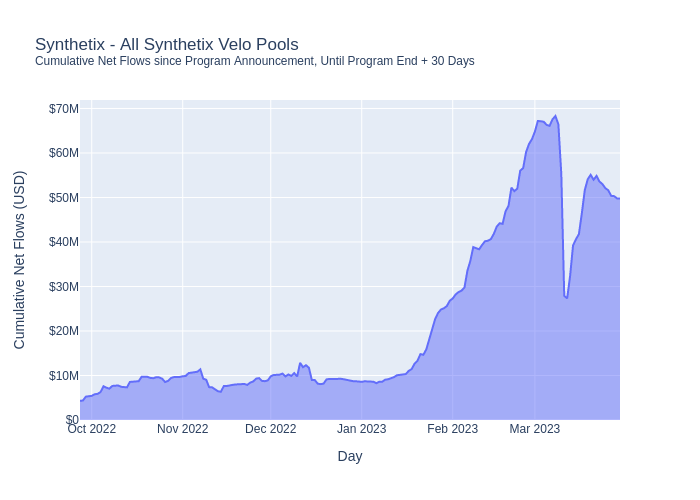 Synthetix - All Synthetix Velo Pools
Cumulative Net Flows since Program Announcement, Until Program End + 30 Days
Cumulative Net Flows (USD)
$70M
$60M
$50M
$40M
$30M
$20M
$10M
$0
Oct 2022 Nov 2022 Dec 2022 Jan 2023 Feb 2023 Mar 2023
Day